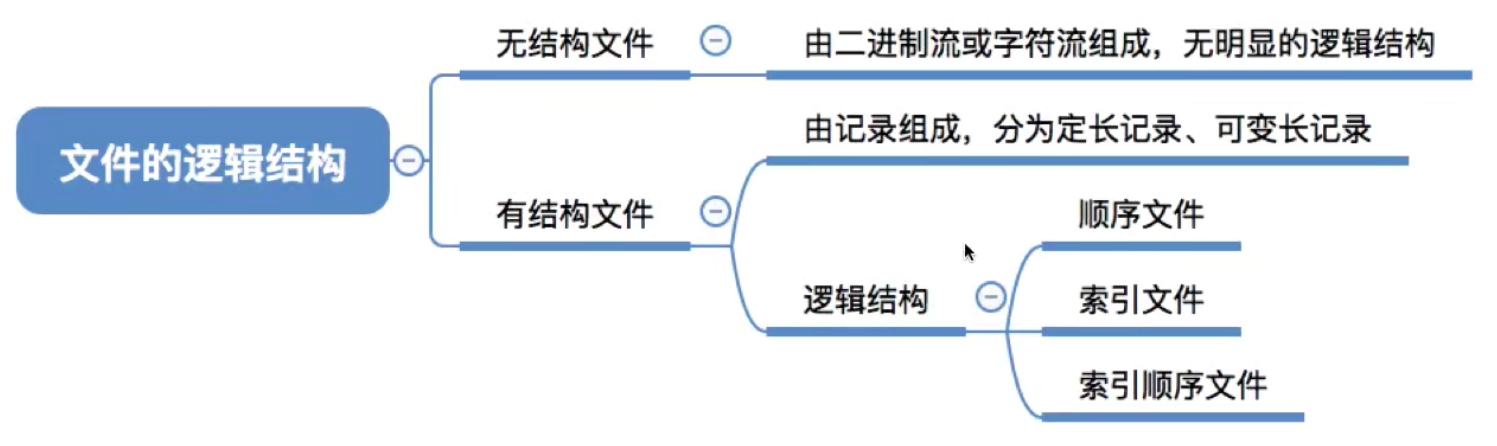 文件的逻辑结构
无结构文件
由二进制流或字符流组成，无明显的逻辑结构
有结构文件
由记录组成，分为定长记录、可变长记录
逻辑结构
顺序文件
索引文件
索引顺序文件